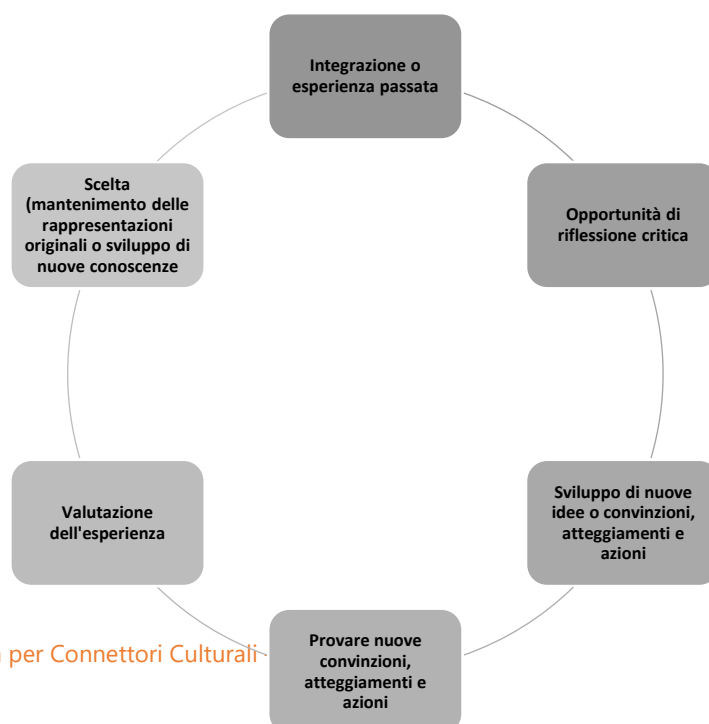 Integrazione o
esperienza passata
Opportunità di
riflessione critica
Sviluppo di nuove
idee o convinzioni,
atteggiamenti e
azioni
Provare nuove
convinzioni,
atteggiamenti e
azioni
Valutazione
dell'esperienza
Scelta
(mantenimento delle
rappresentazioni
originali o sviluppo di
nuove conoscenze
per Connettori Culturali